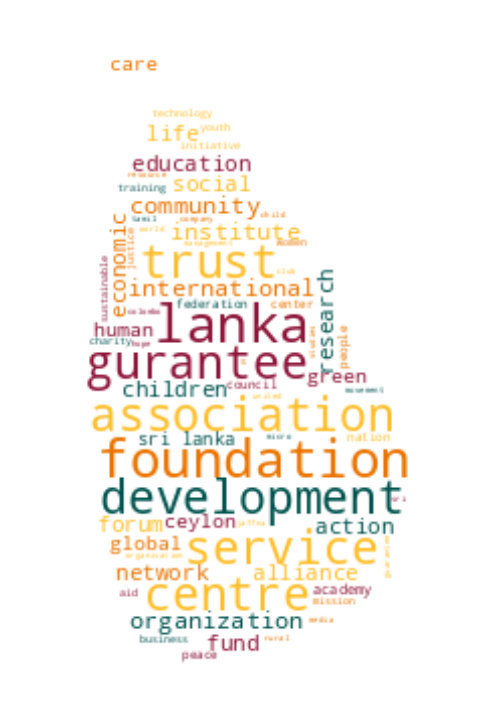 care
technology
life youth
initiative
education
resource
training social
community child
tamil company
economic
world institute
justice
management women
trust
club
sustainable
international
research
federation center
colombo
human lanka
charity hope
studies
people
gurantee
green
children council
movement
united
association
sri lanka micro nation
foundation
development
sri
forum ceylon jaffna
action
global service
organisation
network alliance
aid centre academy
mission
organization media
business fund rural
peace